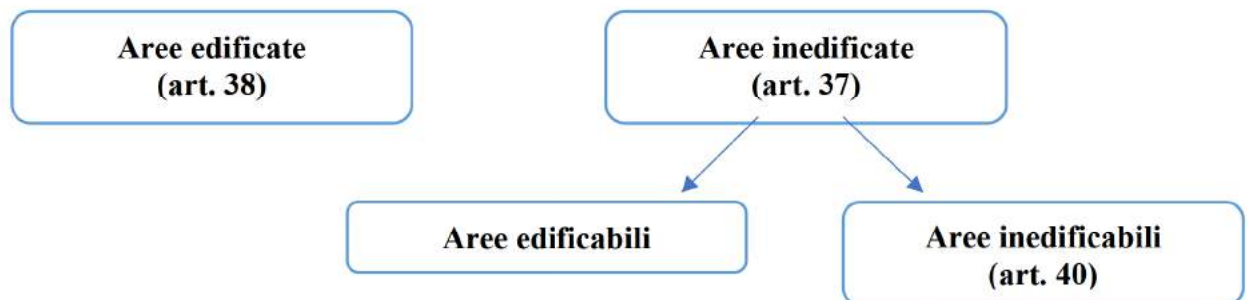 Aree edificate
(art. 38)
Aree inedificate
(art. 37)
Aree edificabili
Aree inedificabili
(art. 40)